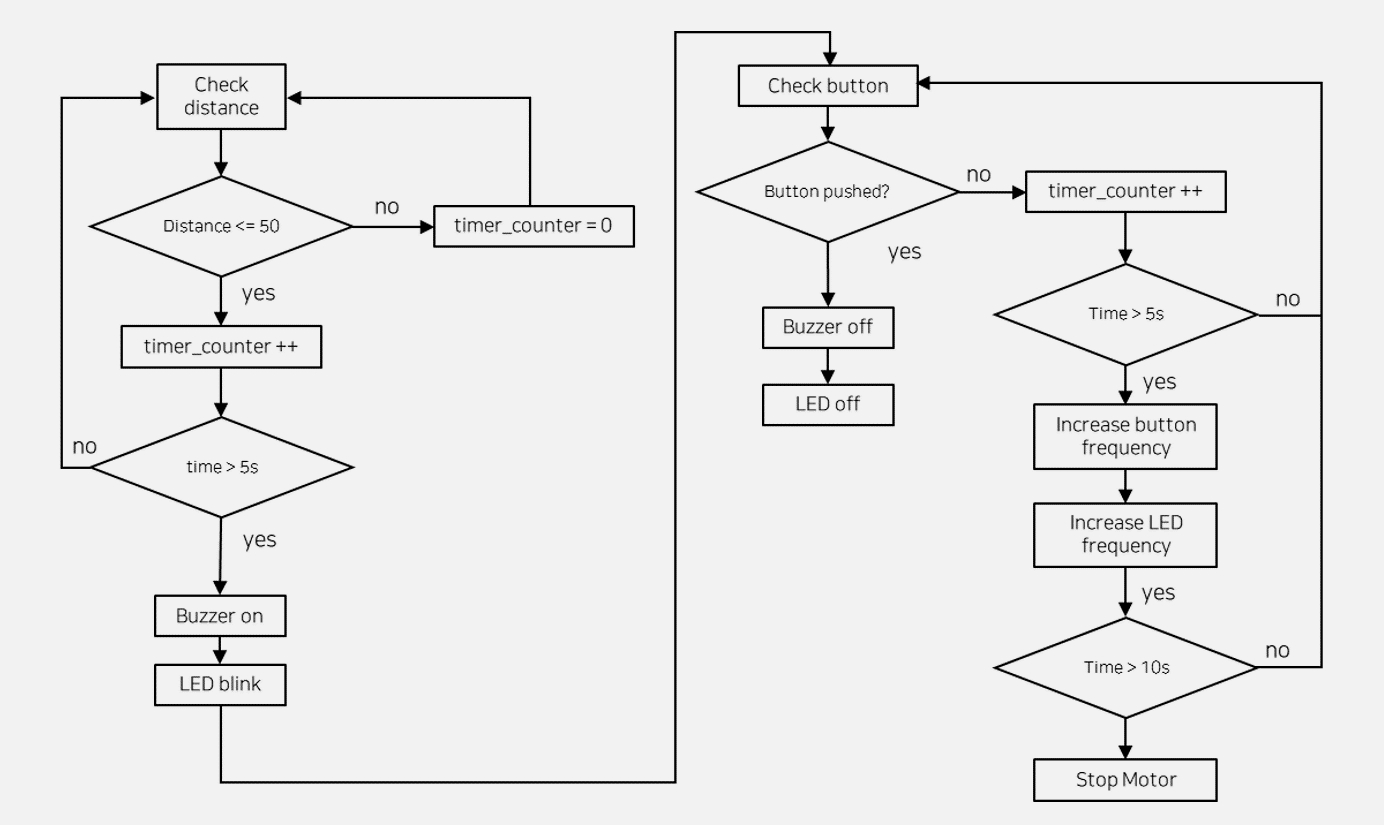 Check
distance
Distance <= 50
no
timer_counter = 0
yes
timer_counter ++
no
time > 5s
yes
Buzzer on
LED blink
Check button
Button pushed?
no
timer_counter ++
yes
Buzzer off
LED off
Time > 5s
no
yes
Increase button
frequency
Increase LED
frequency
yes
Time > 10s
no
Stop Motor